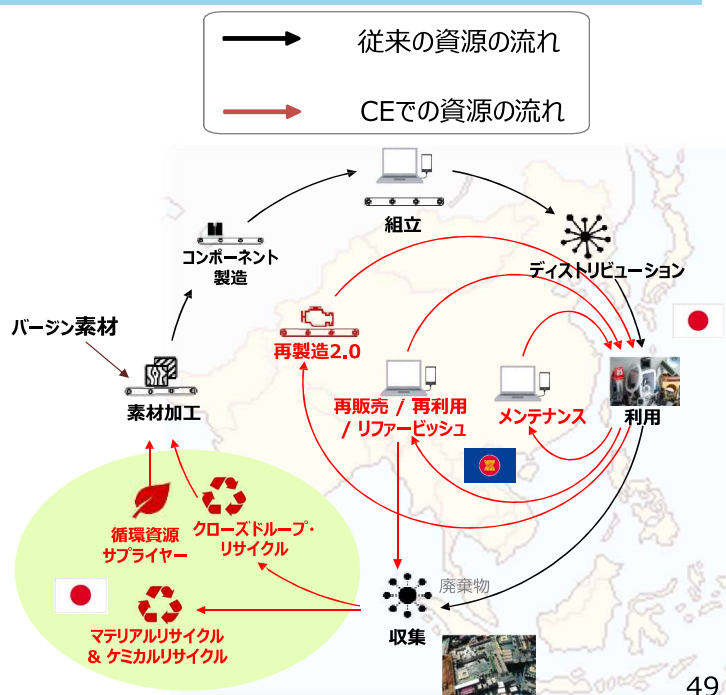 従来の資源の流れ
CEでの資源の流れ
組立
コンポーネント
製造
ディストリビューション
バージン素材
再製造2.0
素材加工
再販売 / 再利用
/ リファービッシュ
メンテナンス
利用
循環資源
サプライヤー
クローズドループ・
リサイクル
廃棄物
収集
マテリアルリサイクル
& ケミカルリサイクル
49